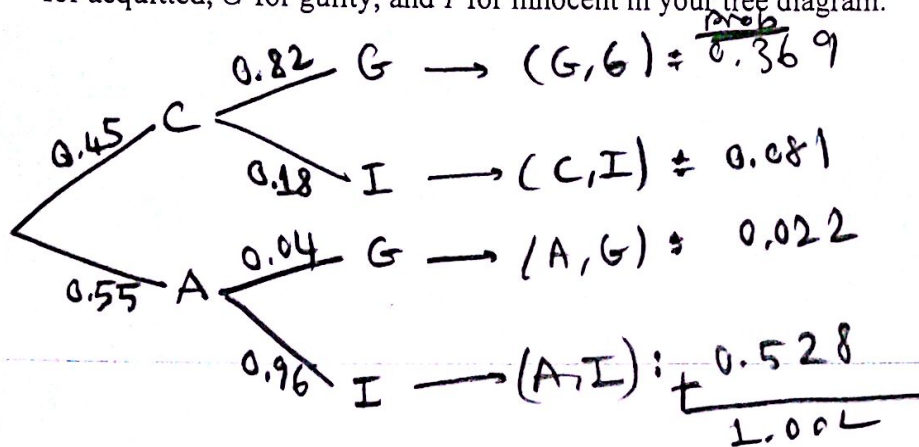 for acquitted, G for guilty, and I for innocent in your tree diagram.
prob
0.82 G → (G,G) : 0.369
0.45 C
0.18 I → (C,I) : 0.081
0.04 G → (A,G) : 0,022
0.55 A
0.96 I → (A,I) : + 0.528
1.00